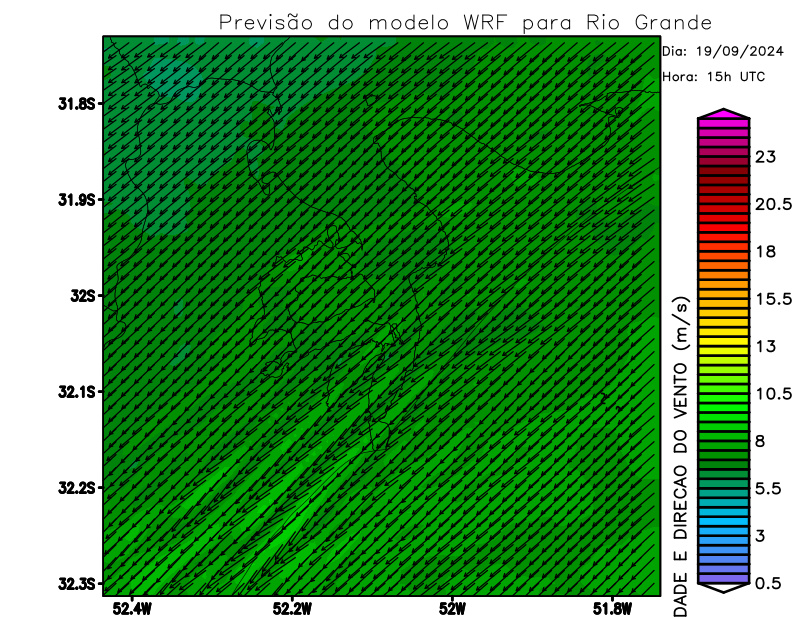 Previsão do modelo WRF para Rio Grande
Dia: 19/09/2024
Hora: 15h UTC
31.8S
31.9S
32S
32.1S
32.2S
32.3S
52.4W
52.2W
52W
51.8W
23
20.5
18
15.5
13
10.5
8
5.5
3
0.5
DADE E DIRECAO DO VENTO (m/s)